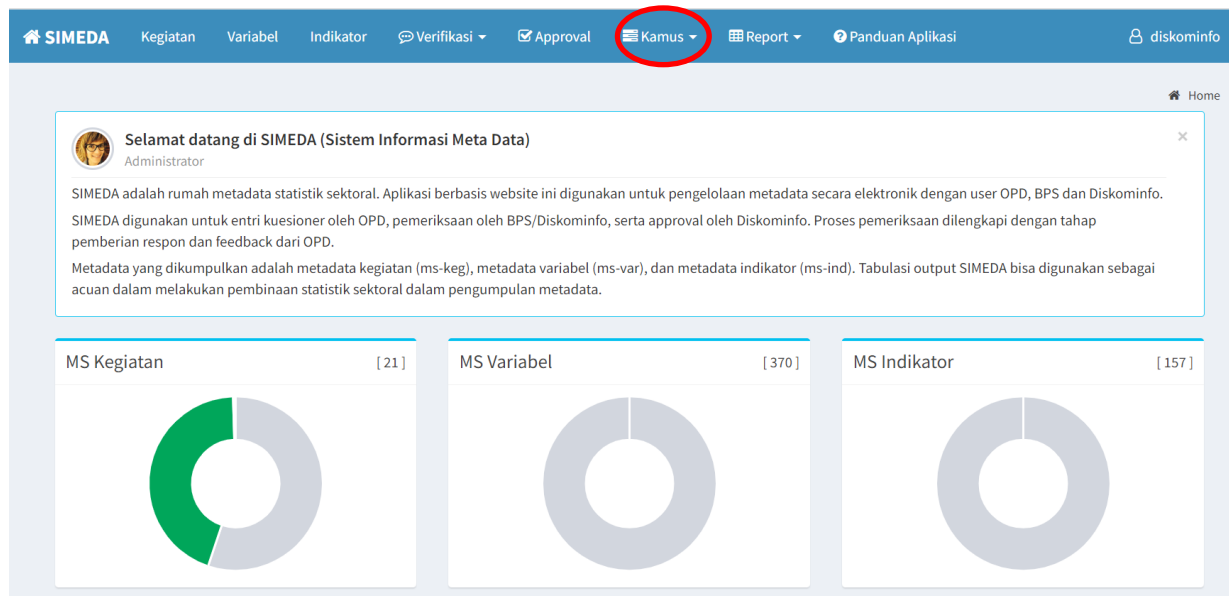 SIMEDA Kegiatan Variabel Indikator Verifikasi Approval Kamus Report Panduan Aplikasi diskominfo
Home
Selamat datang di SIMEDA (Sistem Informasi Meta Data)
Administrator
SIMEDA adalah rumah metadata statistik sektoral. Aplikasi berbasis website ini digunakan untuk pengelolaan metadata secara elektronik dengan user OPD, BPS dan Diskominfo.
SIMEDA digunakan untuk entri kuesioner oleh OPD, pemeriksaan oleh BPS/Diskominfo, serta approval oleh Diskominfo. Proses pemeriksaan dilengkapi dengan tahap
pemberian respon dan feedback dari OPD.
Metadata yang dikumpulkan adalah metadata kegiatan (ms-keg), metadata variabel (ms-var), dan metadata indikator (ms-ind). Tabulasi output SIMEDA bisa digunakan sebagai
acuan dalam melakukan pembinaan statistik sektoral dalam pengumpulan metadata.
MS Kegiatan [ 21 ]
MS Variabel [ 370 ]
MS Indikator [ 157 ]